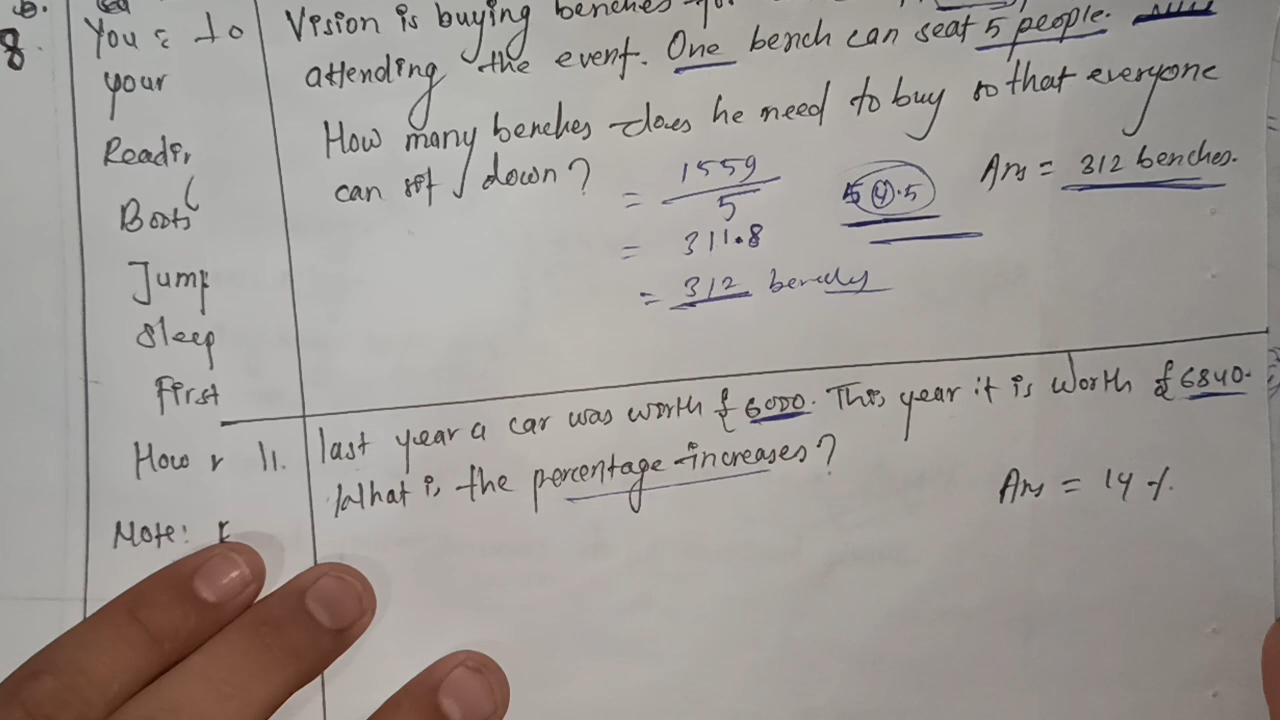 8.
You = to
your
Readi,
Boots
Jump
Sleep
First
How r
Note:
Vision is buying benches
attending the event. One bench can seat 5 people.
How many benches does he need to buy so that everyone
can sit down?
= 1559
5
= 311.8
= 312
5 4.5
Ans = 312 benches.
11. last year a car was worth £6000. This year it is worth £6840.
What is the percentage increases?
Ans = 14 %.